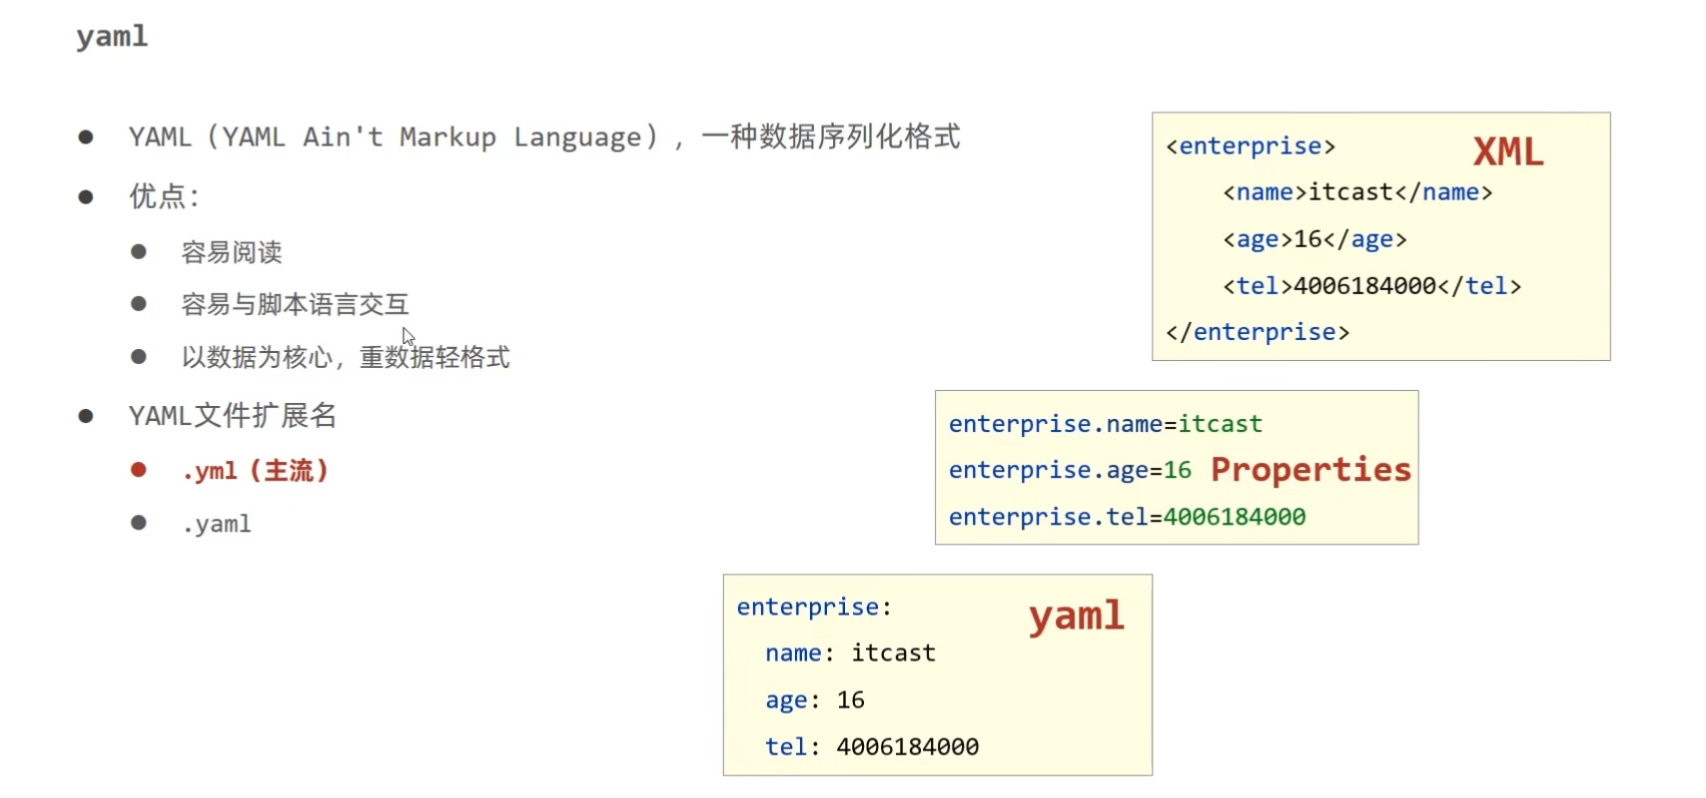 yaml
YAML（YAML Ain't Markup Language），一种数据序列化格式
优点：
容易阅读
容易与脚本语言交互
以数据为核心，重数据轻格式
YAML文件扩展名
.yml（主流）
.yaml
<enterprise>
XML
<name>itcast</name>
<age>16</age>
<tel>4006184000</tel>
</enterprise>
enterprise.name=itcast
enterprise.age=16
Properties
enterprise.tel=4006184000
enterprise:
yaml
name: itcast
age: 16
tel: 4006184000